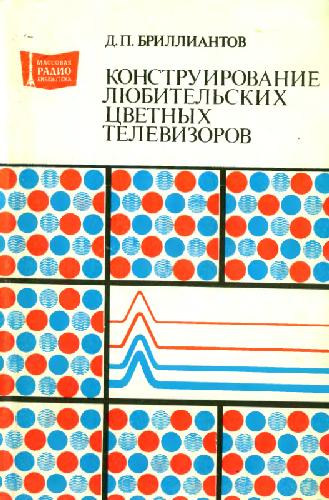 МАССОВАЯ
РАДИО
БИБЛИОТЕКА
Д.П. БРИЛЛИАНТОВ
КОНСТРУИРОВАНИЕ
ЛЮБИТЕЛЬСКИХ
ЦВЕТНЫХ
ТЕЛЕВИЗОРОВ